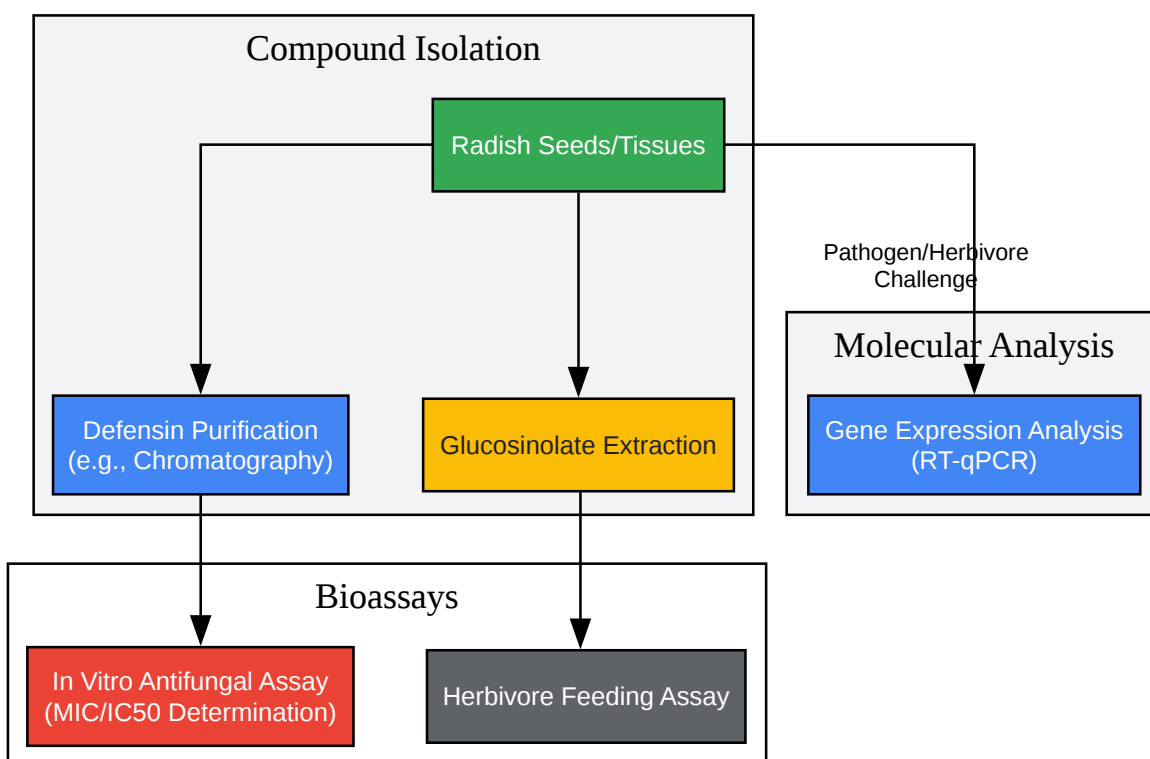 Compound Isolation
Radish Seeds/Tissues
Pathogen/Herbivore
Challenge
Molecular Analysis
Defensin Purification
(e.g., Chromatography)
Glucosinolate Extraction
Gene Expression Analysis
(RT-qPCR)
Bioassays
In Vitro Antifungal Assay
(MIC/IC50 Determination)
Herbivore Feeding Assay